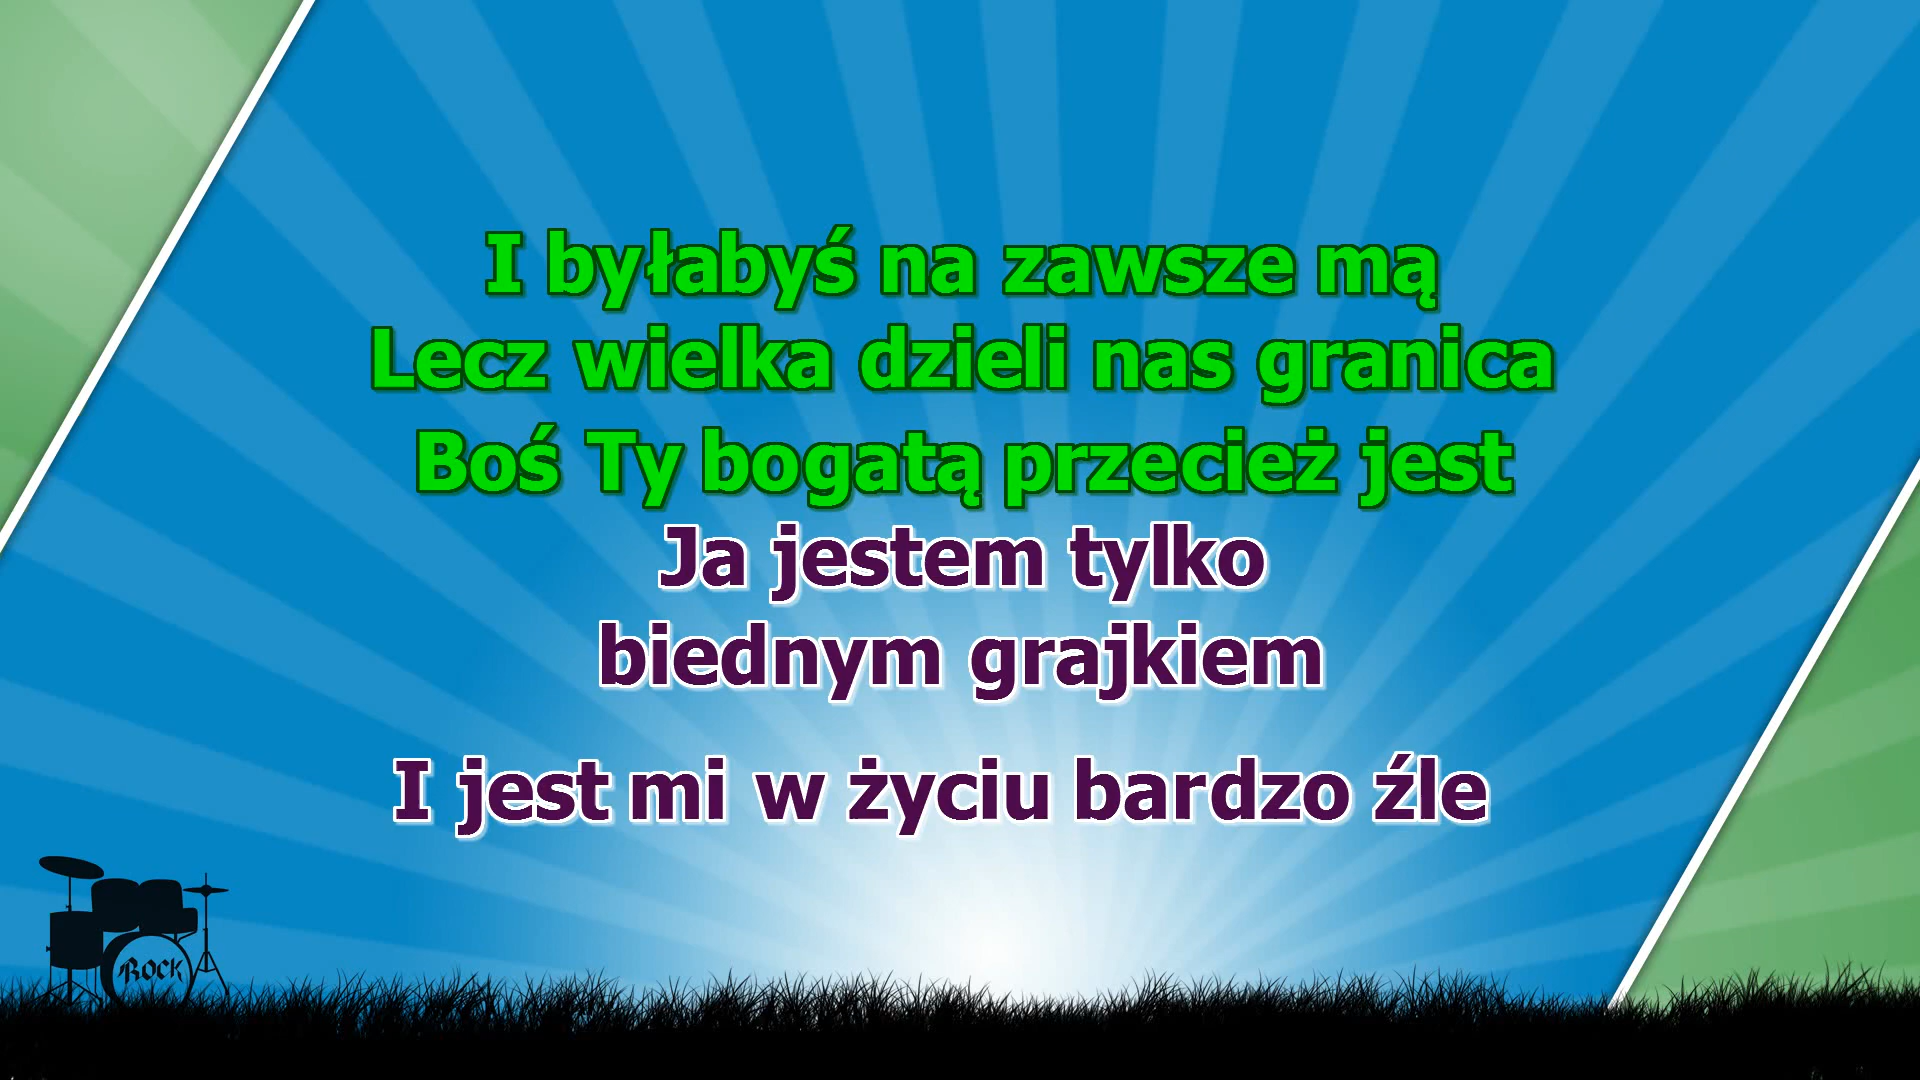 I byłabyś na zawsze mą
Lecz wielka dzieli nas granica
Boś Ty bogatą przecież jest
Ja jestem tylko
biednym grajkiem
I jest mi w życiu bardzo źle
ROCK